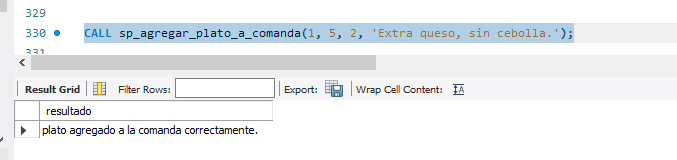 329
330 CALL sp_agregar_plato_a_comanda(1, 5, 2, 'Extra queso, sin cebolla.');
331
Result Grid Filter Rows: Export: Wrap Cell Content:
resultado
plato agregado a la comanda correctamente.